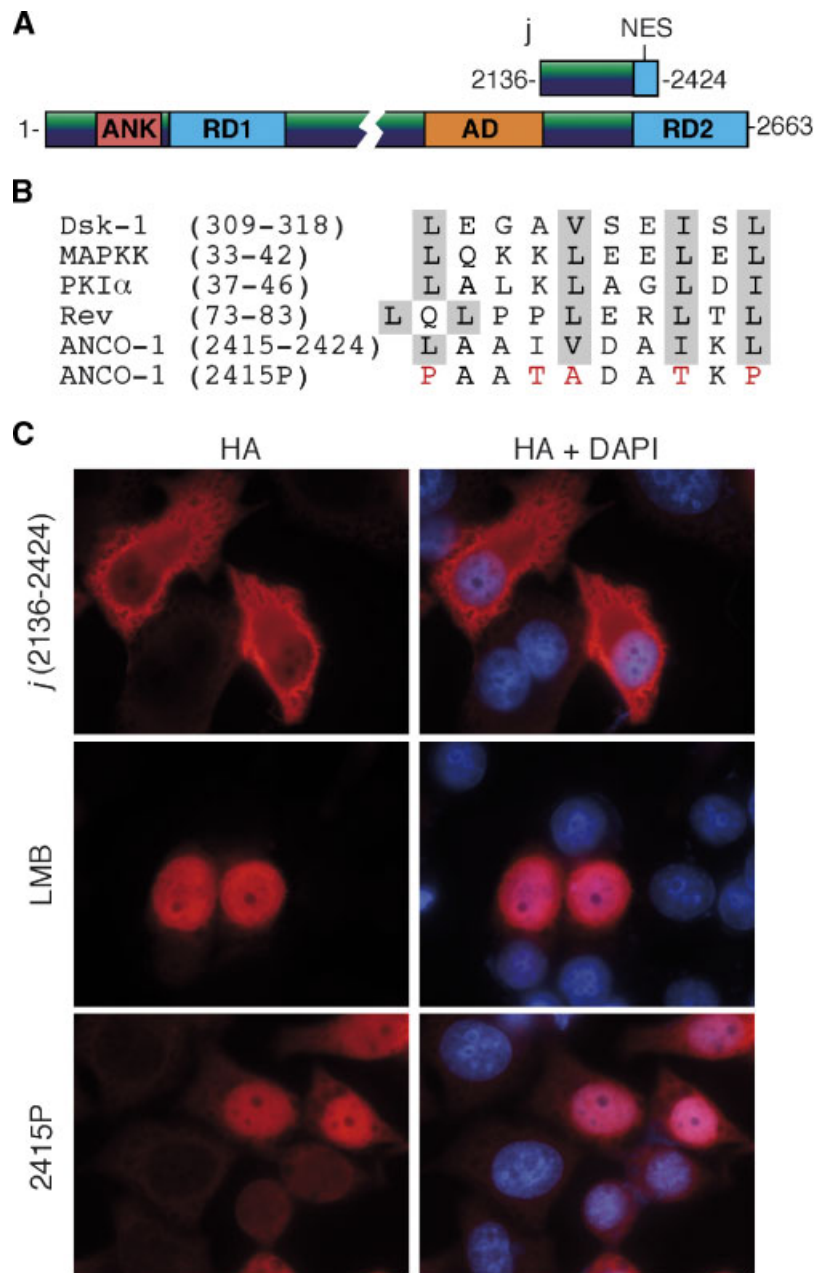 A
j NES
2136- -2424
1- ANK RD1 AD RD2 -2663
B
Dsk-1 (309-318) L E G A V S E I S L
MAPKK (33-42) L Q K K L E E L E L
PKIα (37-46) L A L K L A G L D I
Rev (73-83) L Q L P P L E R L T L
ANCO-1 (2415-2424) L A A I V D A I K L
ANCO-1 (2415P) P A A T A D A T K P
C
HA HA + DAPI
j (2136-2424)
LMB
2415P